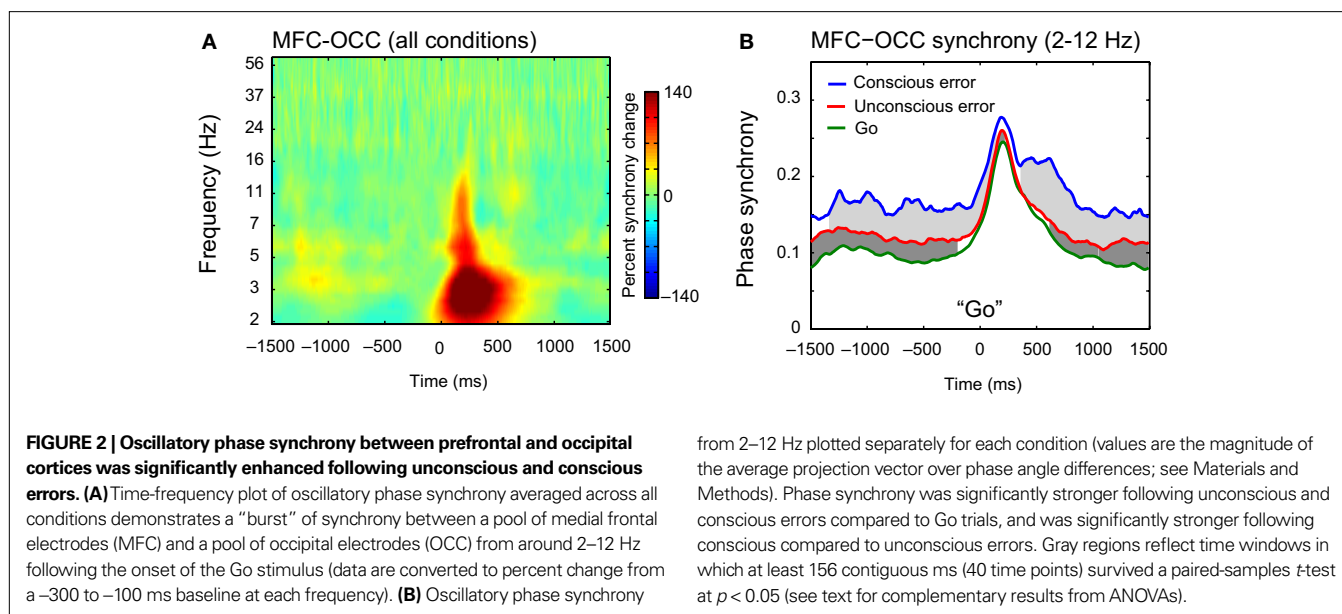 A MFC-OCC (all conditions)
56
37
24
16
11
7
5
3
2
Frequency (Hz)
–1500 –1000 –500 0 500 1000 1500
Time (ms)
140
0
–140
Percent synchrony change
B MFC–OCC synchrony (2-12 Hz)
Conscious error
Unconscious error
Go
0.3
0.2
0.1
0
Phase synchrony
“Go”
–1500 –1000 –500 0 500 1000 1500
Time (ms)
FIGURE 2 | Oscillatory phase synchrony between prefrontal and occipital
cortices was significantly enhanced following unconscious and conscious
errors. (A) Time-frequency plot of oscillatory phase synchrony averaged across all
conditions demonstrates a “burst” of synchrony between a pool of medial frontal
electrodes (MFC) and a pool of occipital electrodes (OCC) from around 2–12 Hz
following the onset of the Go stimulus (data are converted to percent change from
a –300 to –100 ms baseline at each frequency). (B) Oscillatory phase synchrony
from 2–12 Hz plotted separately for each condition (values are the magnitude of
the average projection vector over phase angle differences; see Materials and
Methods). Phase synchrony was significantly stronger following unconscious and
conscious errors compared to Go trials, and was significantly stronger following
conscious compared to unconscious errors. Gray regions reflect time windows in
which at least 156 contiguous ms (40 time points) survived a paired-samples t-test
at p < 0.05 (see text for complementary results from ANOVAs).